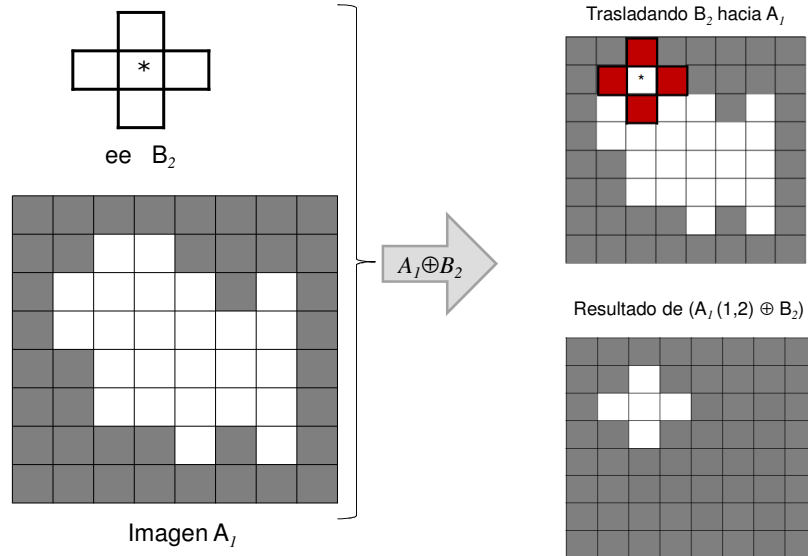 *
ee B₂
Imagen A₁
A₁⊕B₂
Trasladando B₂ hacia A₁
*
Resultado de (A₁ (1,2) ⊕ B₂)